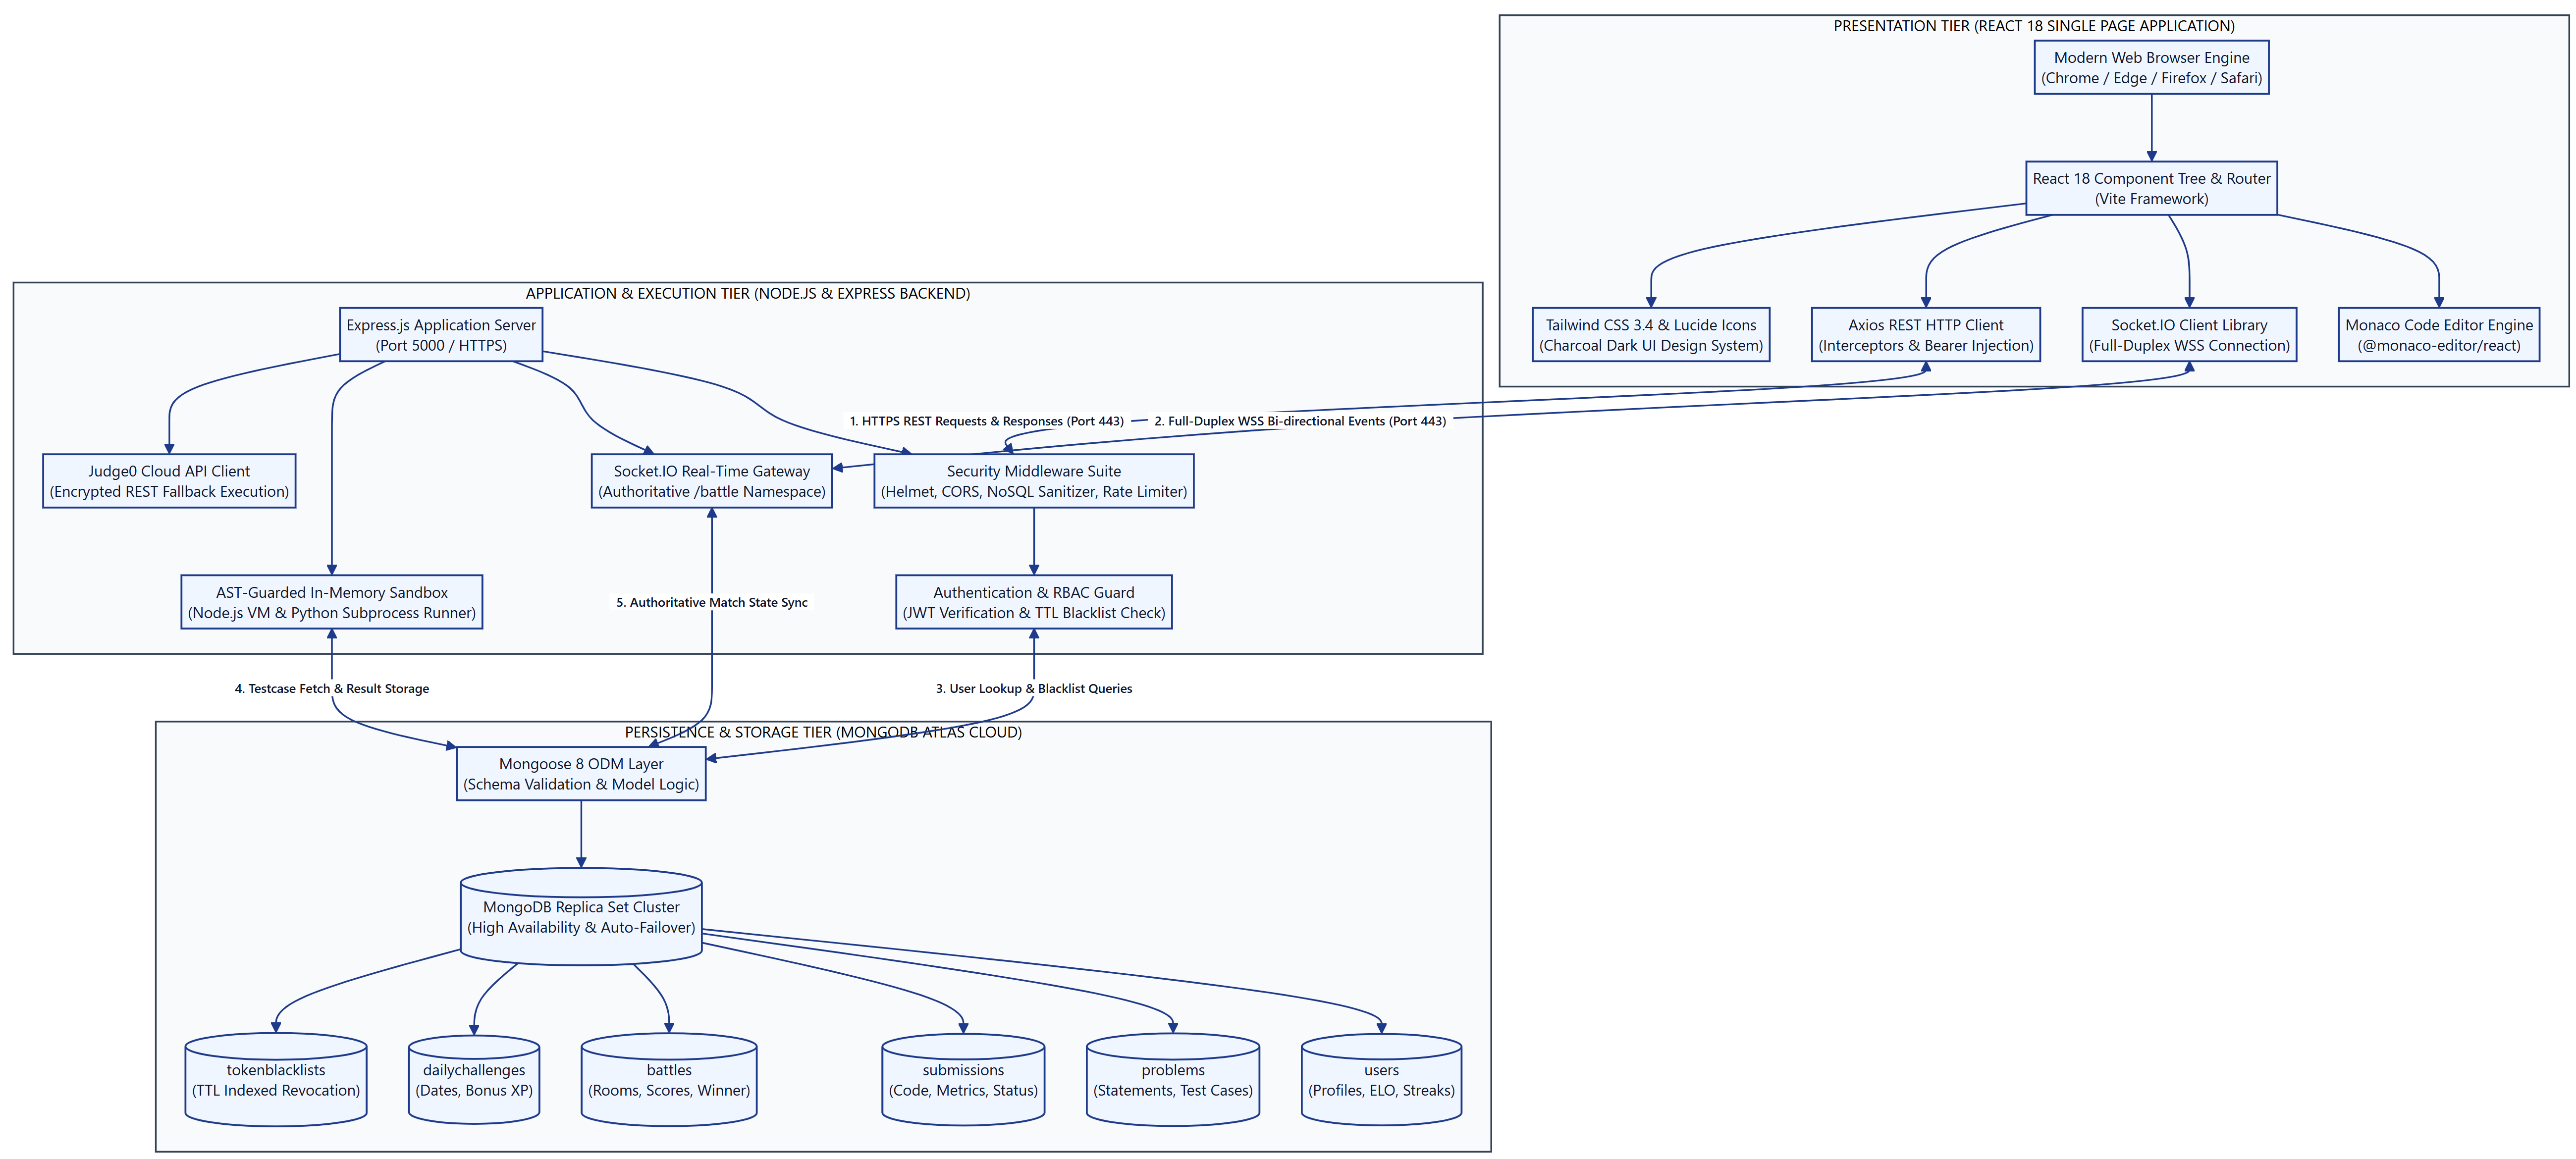 PRESENTATION TIER (REACT 18 SINGLE PAGE APPLICATION)
Modern Web Browser Engine
(Chrome / Edge / Firefox / Safari)
React 18 Component Tree & Router
(Vite Framework)
Tailwind CSS 3.4 & Lucide Icons
(Charcoal Dark UI Design System)
Axios REST HTTP Client
(Interceptors & Bearer Injection)
Socket.IO Client Library
(Full-Duplex WSS Connection)
Monaco Code Editor Engine
(@monaco-editor/react)
APPLICATION & EXECUTION TIER (NODE.JS & EXPRESS BACKEND)
Express.js Application Server
(Port 5000 / HTTPS)
1. HTTPS REST Requests & Responses (Port 443)
2. Full-Duplex WSS Bi-directional Events (Port 443)
Judge0 Cloud API Client
(Encrypted REST Fallback Execution)
Socket.IO Real-Time Gateway
(Authoritative /battle Namespace)
Security Middleware Suite
(Helmet, CORS, NoSQL Sanitizer, Rate Limiter)
AST-Guarded In-Memory Sandbox
(Node.js VM & Python Subprocess Runner)
5. Authoritative Match State Sync
Authentication & RBAC Guard
(JWT Verification & TTL Blacklist Check)
4. Testcase Fetch & Result Storage
3. User Lookup & Blacklist Queries
PERSISTENCE & STORAGE TIER (MONGODB ATLAS CLOUD)
Mongoose 8 ODM Layer
(Schema Validation & Model Logic)
MongoDB Replica Set Cluster
(High Availability & Auto-Failover)
tokenblacklists
(TTL Indexed Revocation)
dailychallenges
(Dates, Bonus XP)
battles
(Rooms, Scores, Winner)
submissions
(Code, Metrics, Status)
problems
(Statements, Test Cases)
users
(Profiles, ELO, Streaks)